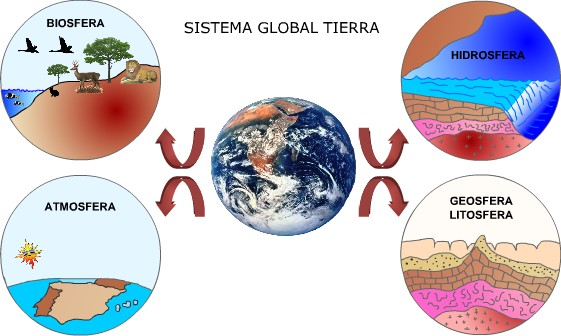 SISTEMA GLOBAL TIERRA
BIOSFERA
HIDROSFERA
ATMOSFERA
GEOSFERA
LITOSFERA